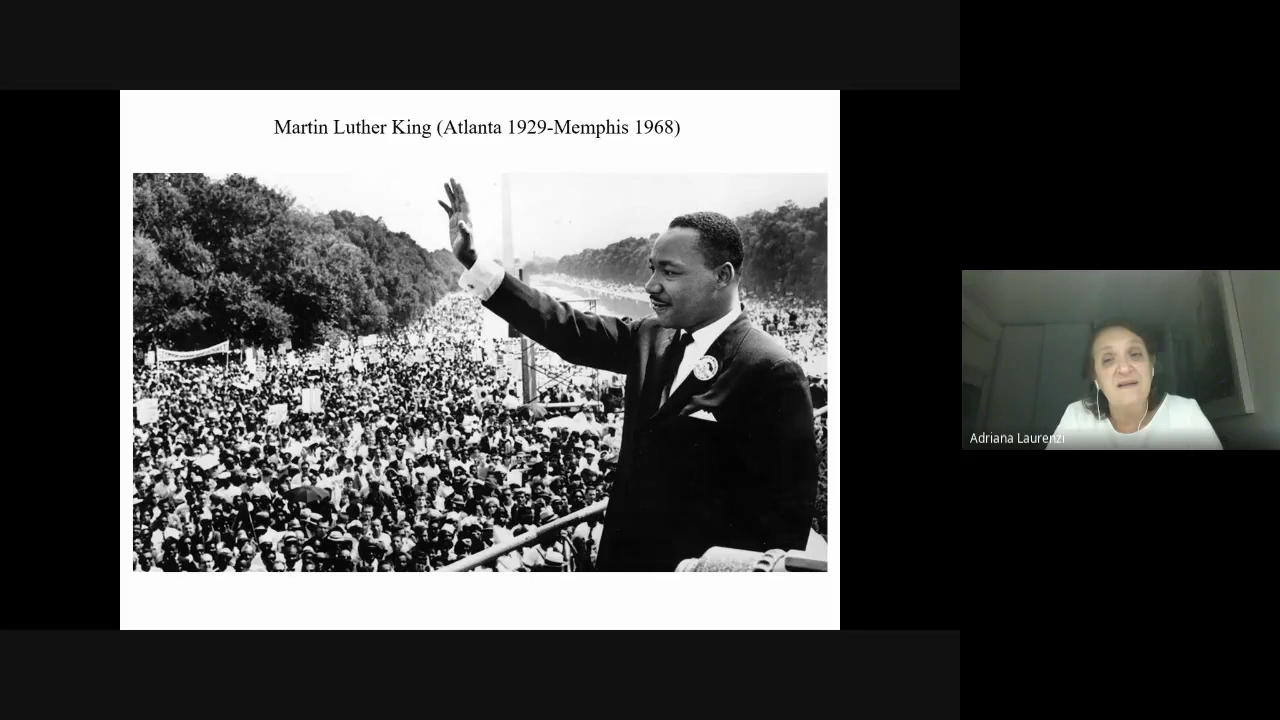 Martin Luther King (Atlanta 1929-Memphis 1968)
Adriana Laurenzi